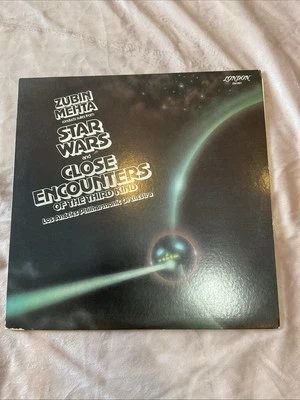 ZUBIN
MEHTA
conducts suites from
STAR
WARS
and
CLOSE
ENCOUNTERS
OF THE THIRD KIND
Los Angeles Philharmonic Orchestra
LONDON